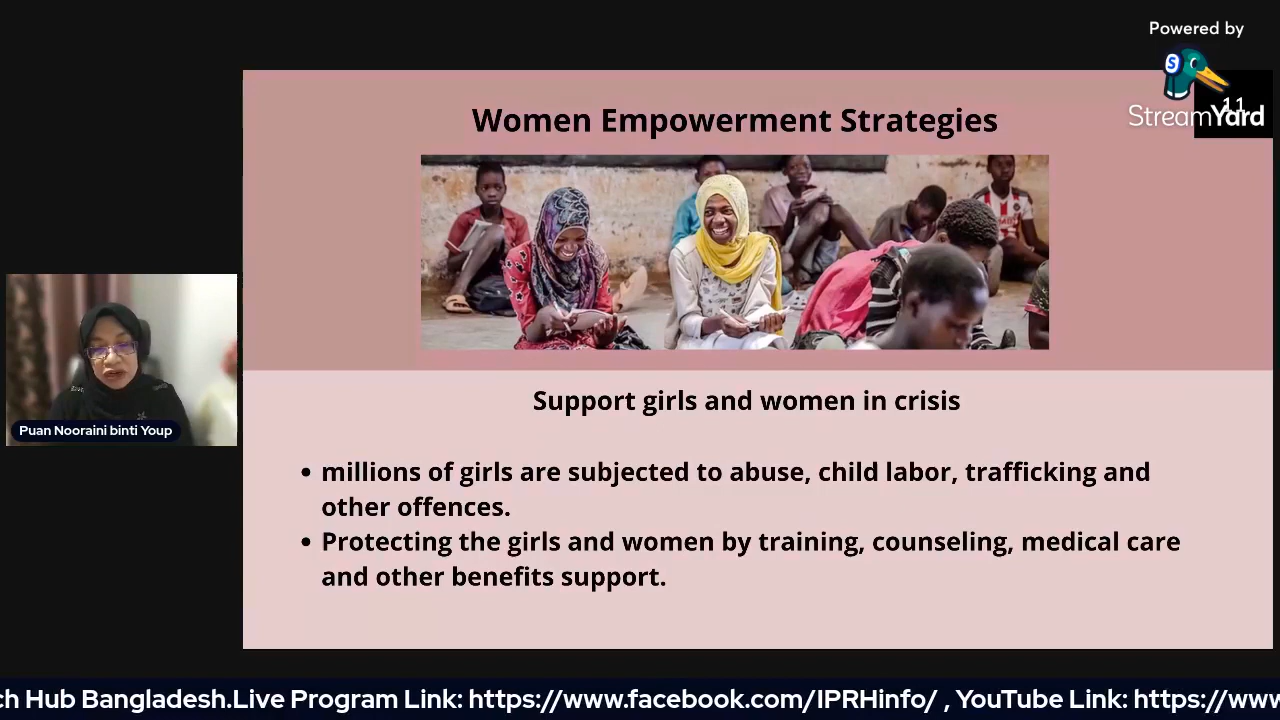 Powered by
StreamYard
11
Women Empowerment Strategies
Support girls and women in crisis
• millions of girls are subjected to abuse, child labor, trafficking and
other offences.
• Protecting the girls and women by training, counseling, medical care
and other benefits support.
Puan Nooraini binti Youp
ch Hub Bangladesh.Live Program Link: https://www.facebook.com/IPRHinfo/ , YouTube Link: https://www